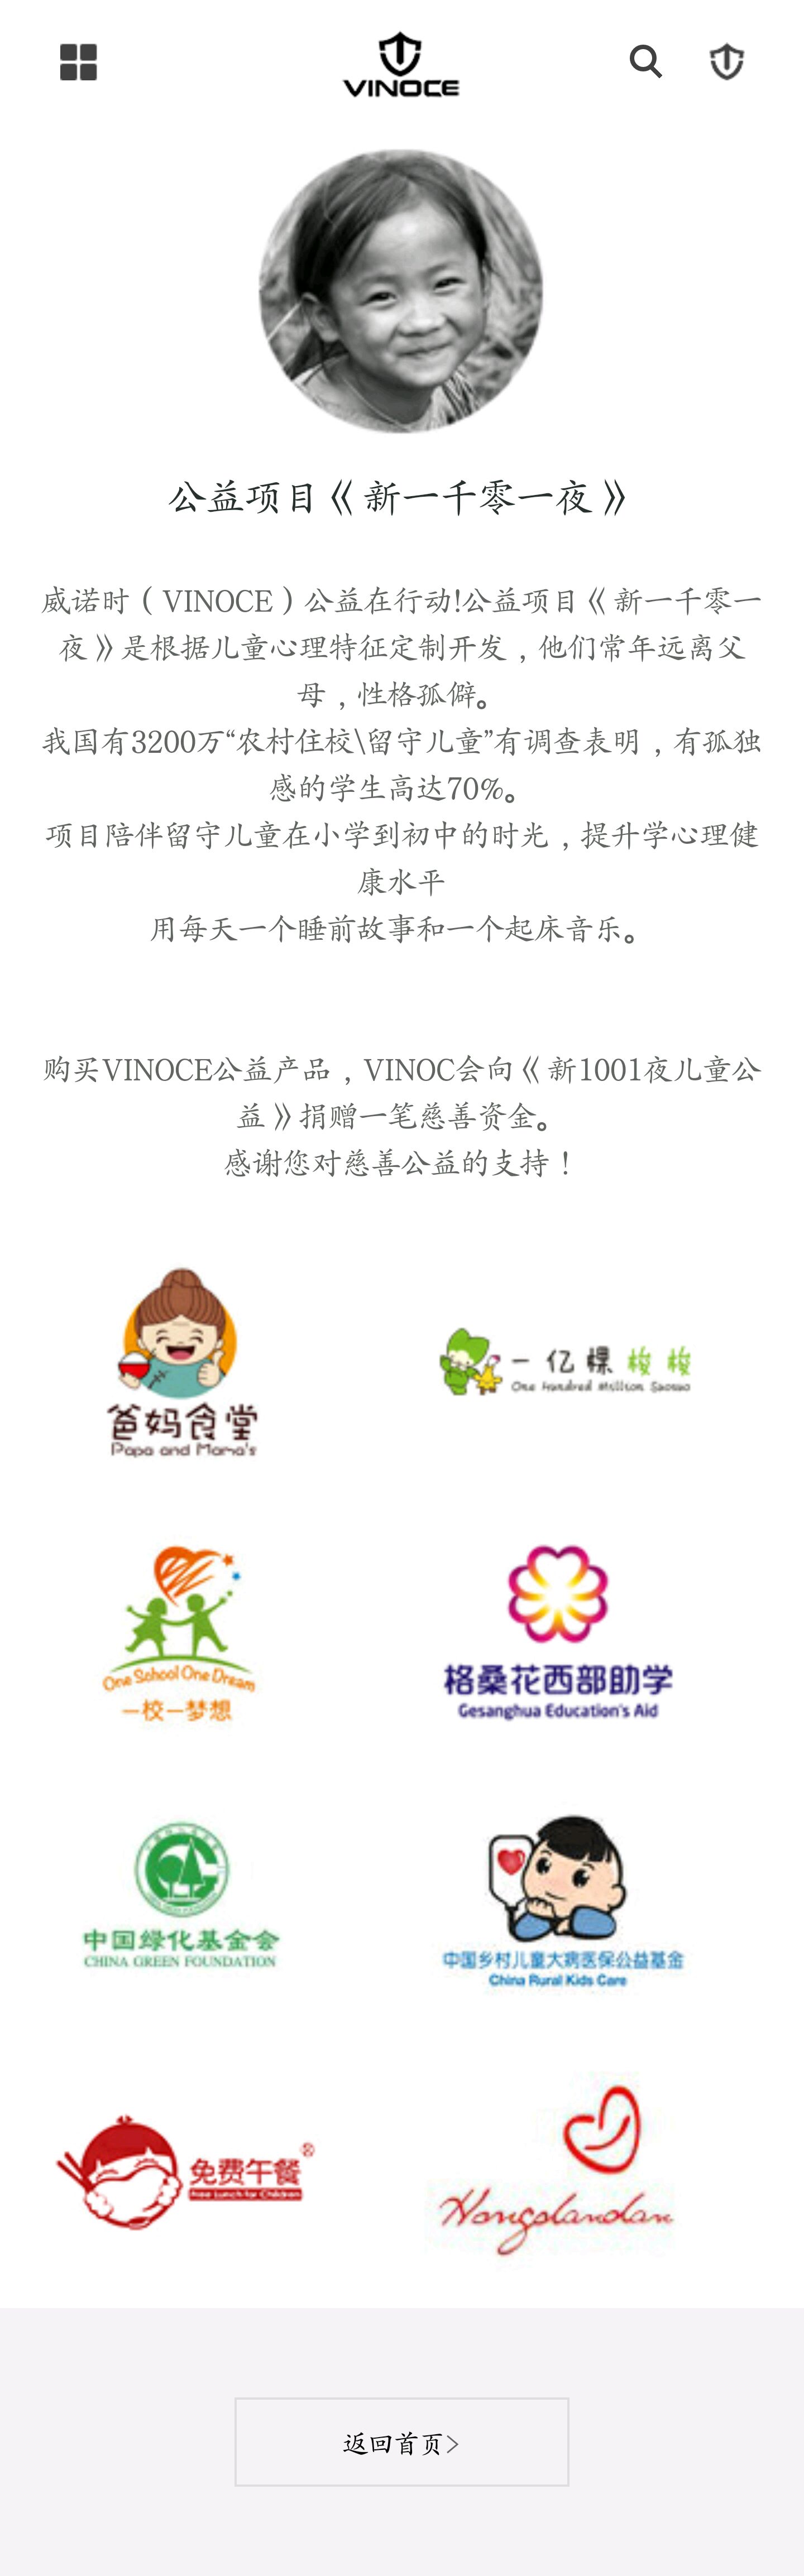 VINOCE
公益项目《新一千零一夜》
威诺时（VINOCE）公益在行动!公益项目《新一千零一
夜》是根据儿童心理特征定制开发，他们常年远离父
母，性格孤僻。
我国有3200万“农村住校\留守儿童”有调查表明，有孤独
感的学生高达70%。
项目陪伴留守儿童在小学到初中的时光，提升学心理健
康水平
用每天一个睡前故事和一个起床音乐。
购买VINOCE公益产品，VINOC会向《新1001夜儿童公
益》捐赠一笔慈善资金。
感谢您对慈善公益的支持！
爸妈食堂
Papa and Mama's
一亿棵梭梭
One Hundred Million Suosuo
One School One Dream
一校一梦想
格桑花西部助学
Gesanghua Education's Aid
中国绿化基金会
CHINA GREEN FOUNDATION
中国乡村儿童大病医保公益基金
China Rural Kids Care
免费午餐®
Free Lunch for Children
Hongdandan
返回首页>